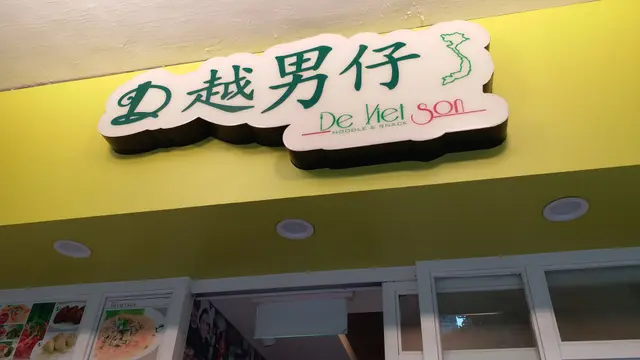 D 越男仔
De Viet Son
NOODLE & SNACK